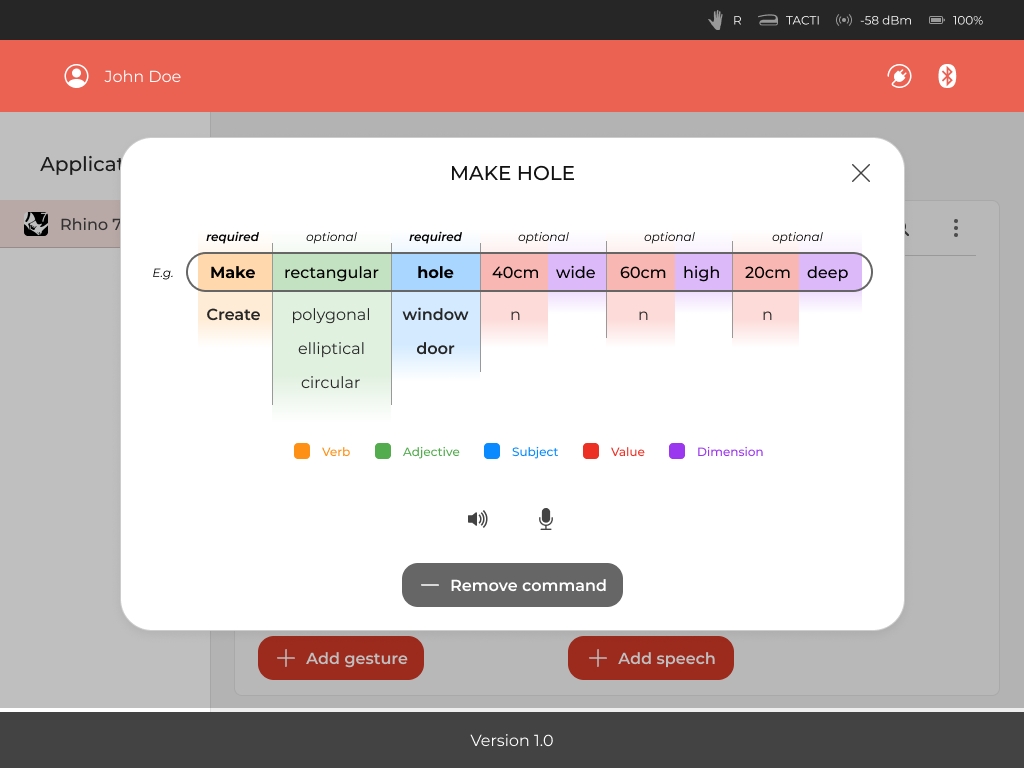 R TACTI -58 dBm 100%
John Doe
Applicat
MAKE HOLE
Rhino 7
required optional required optional optional optional
E.g. Make rectangular hole 40cm wide 60cm high 20cm deep
Create polygonal window n n n
elliptical door
circular
Verb Adjective Subject Value Dimension
Remove command
Add gesture Add speech
Version 1.0